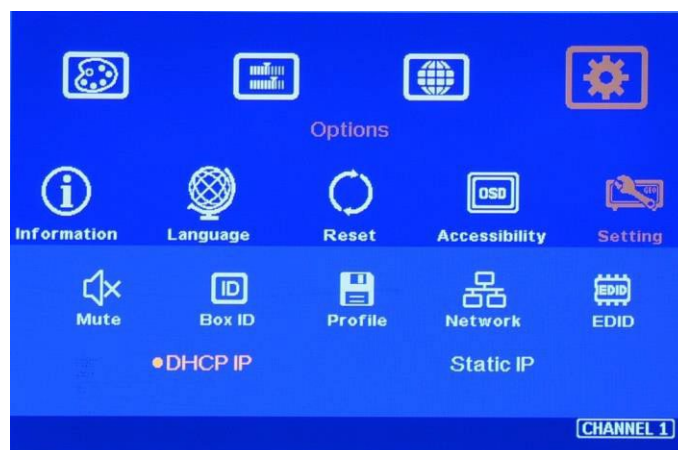 Options
OSD
Information Language Reset Accessibility Setting
ID EDID
Mute Box ID Profile Network EDID
DHCP IP Static IP
CHANNEL 1